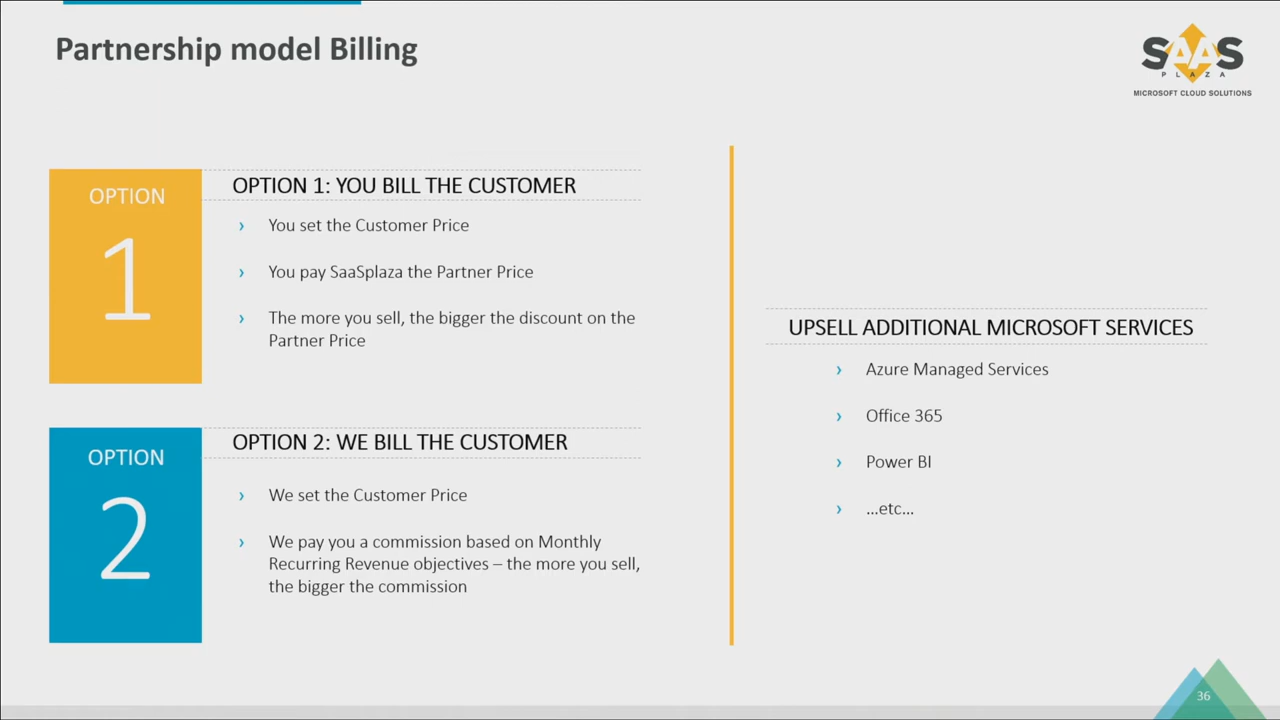 Partnership model Billing
SAAS
PLAZA
MICROSOFT CLOUD SOLUTIONS
OPTION
1
OPTION 1: YOU BILL THE CUSTOMER
› You set the Customer Price
› You pay SaaSplaza the Partner Price
› The more you sell, the bigger the discount on the
Partner Price
OPTION
2
OPTION 2: WE BILL THE CUSTOMER
› We set the Customer Price
› We pay you a commission based on Monthly
Recurring Revenue objectives – the more you sell,
the bigger the commission
UPSELL ADDITIONAL MICROSOFT SERVICES
› Azure Managed Services
› Office 365
› Power BI
› ...etc...
36